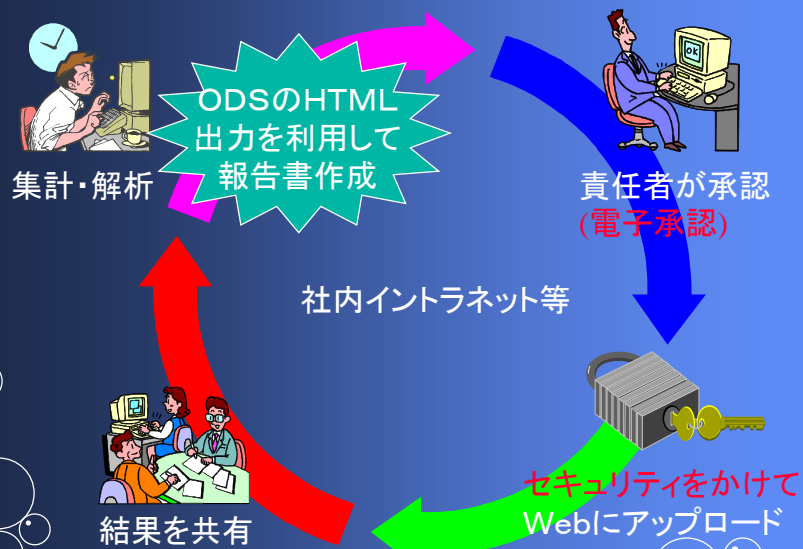 ODSのHTML
出力を利用して
報告書作成
集計・解析
OK
責任者が承認
(電子承認)
社内イントラネット等
セキュリティをかけて
Webにアップロード
結果を共有